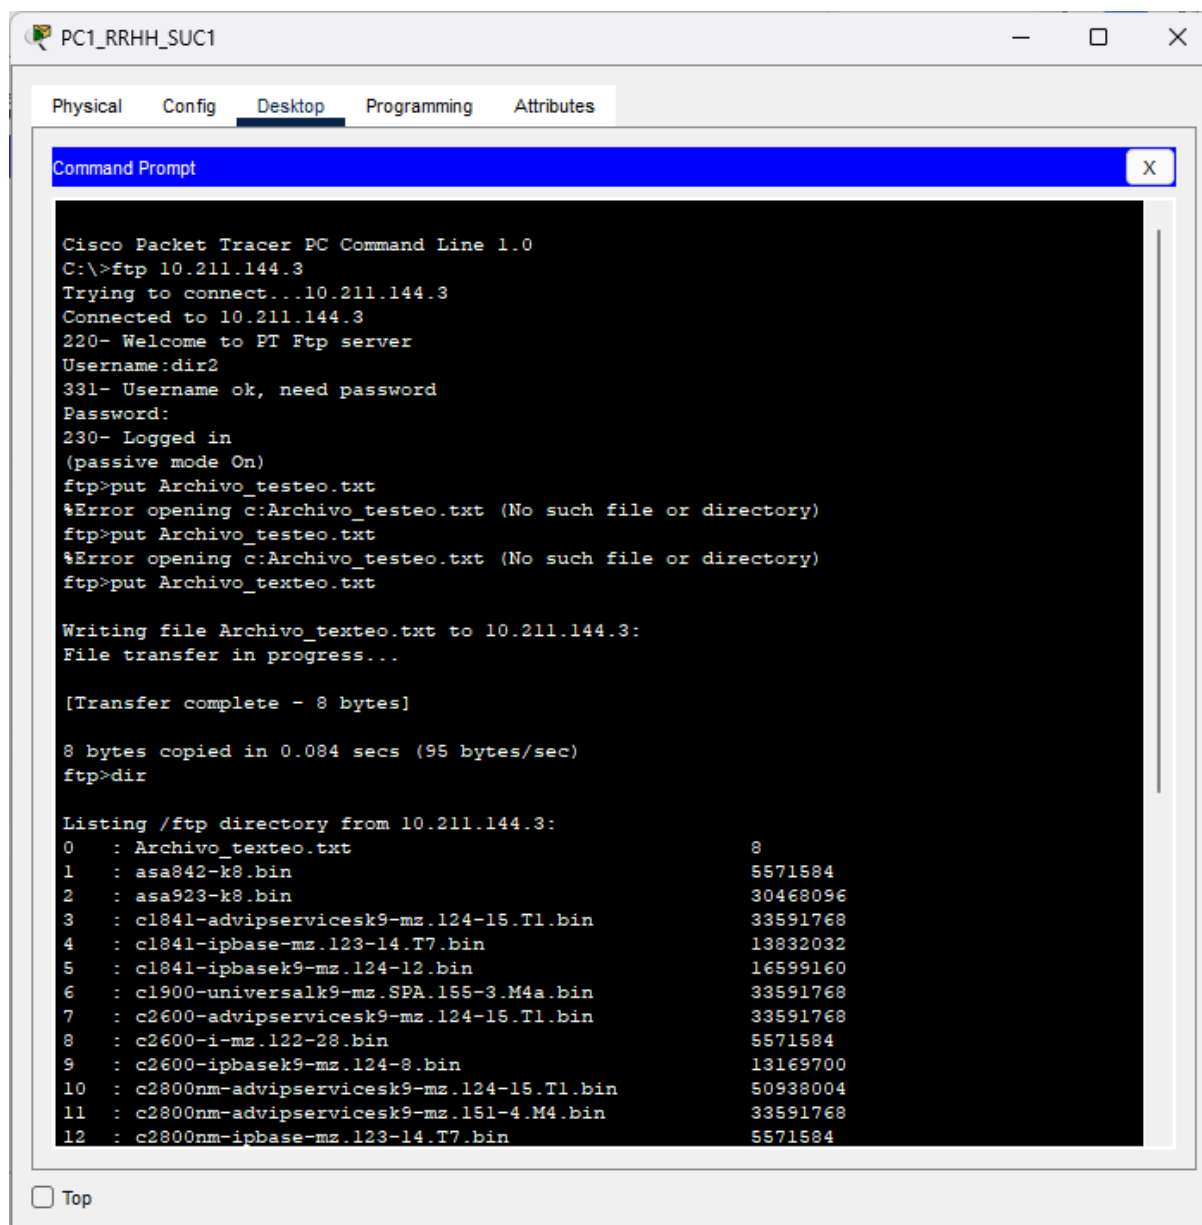 PC1_RRHH_SUC1
Physical Config Desktop Programming Attributes
Command Prompt X
Cisco Packet Tracer PC Command Line 1.0
C:\>ftp 10.211.144.3
Trying to connect...10.211.144.3
Connected to 10.211.144.3
220- Welcome to PT Ftp server
Username:dir2
331- Username ok, need password
Password:
230- Logged in
(passive mode On)
ftp>put Archivo_testeo.txt
%Error opening c:Archivo_testeo.txt (No such file or directory)
ftp>put Archivo_testeo.txt
%Error opening c:Archivo_testeo.txt (No such file or directory)
ftp>put Archivo_texteo.txt
Writing file Archivo_texteo.txt to 10.211.144.3:
File transfer in progress...
[Transfer complete - 8 bytes]
8 bytes copied in 0.084 secs (95 bytes/sec)
ftp>dir
Listing /ftp directory from 10.211.144.3:
0 : Archivo_texteo.txt 8
1 : asa842-k8.bin 5571584
2 : asa923-k8.bin 30468096
3 : c1841-advipservicesk9-mz.124-15.T1.bin 33591768
4 : c1841-ipbase-mz.123-14.T7.bin 13832032
5 : c1841-ipbasek9-mz.124-12.bin 16599160
6 : c1900-universalk9-mz.SPA.155-3.M4a.bin 33591768
7 : c2600-advipservicesk9-mz.124-15.T1.bin 33591768
8 : c2600-i-mz.122-28.bin 5571584
9 : c2600-ipbasek9-mz.124-8.bin 13169700
10 : c2800nm-advipservicesk9-mz.124-15.T1.bin 50938004
11 : c2800nm-advipservicesk9-mz.151-4.M4.bin 33591768
12 : c2800nm-ipbase-mz.123-14.T7.bin 5571584
Top